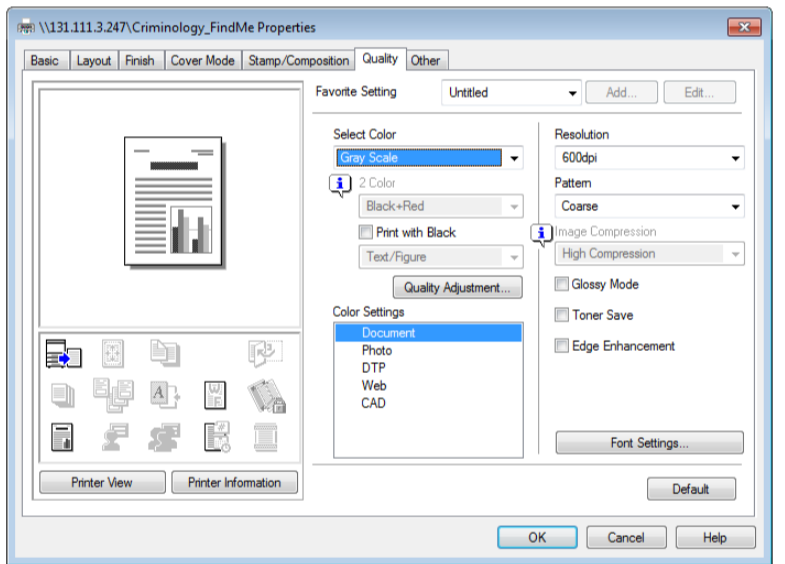 \\131.111.3.247\Criminology_FindMe Properties
Basic Layout Finish Cover Mode Stamp/Composition Quality Other
Favorite Setting Untitled Add... Edit...
Select Color
Gray Scale
2 Color
Black+Red
Print with Black
Text/Figure
Quality Adjustment...
Color Settings
Document
Photo
DTP
Web
CAD
Resolution
600dpi
Pattern
Coarse
Image Compression
High Compression
Glossy Mode
Toner Save
Edge Enhancement
Font Settings...
Printer View Printer Information
Default
OK Cancel Help